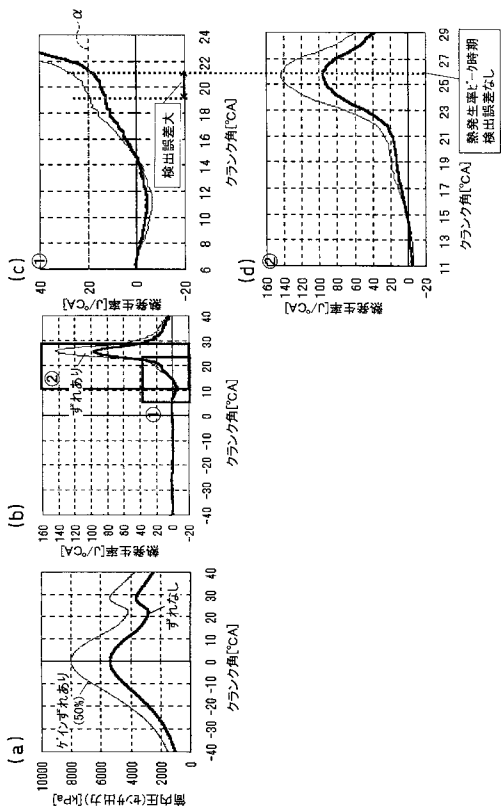 (a)
筒内圧(センサ出力)[kPa]
10000
8000
6000
4000
2000
0
ゲインずれあり
(50%)
ずれなし
-40 -30 -20 -10 0 10 20 30 40
クランク角[°CA]
(b)
熱発生率[J/°CA]
160
140
120
100
80
60
40
20
0
-20
②
ずれあり
①
-40 -30 -20 -10 0 10 20 30 40
クランク角[°CA]
(c)
①
α
熱発生率[J/°CA]
40
20
0
-20
検出誤差大
6 8 10 12 14 16 18 20 22 24
クランク角[°CA]
(d)
②
熱発生率[J/°CA]
160
140
120
100
80
60
40
20
0
-20
11 13 15 17 19 21 23 25 27 29
クランク角[°CA]
熱発生率ピーク時期
検出誤差なし